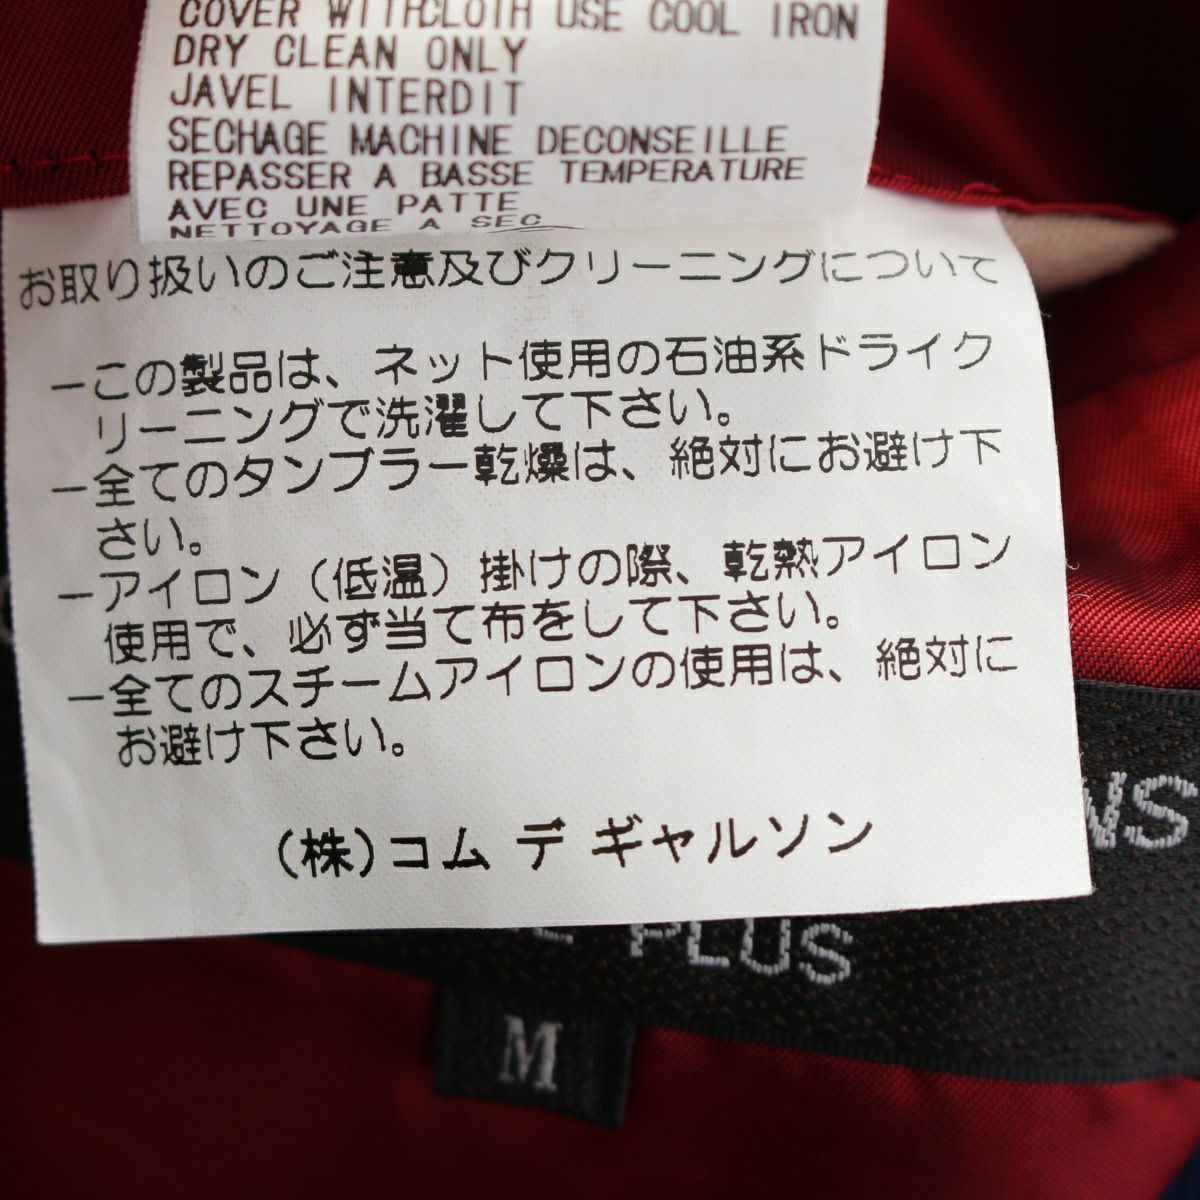 COVER WITHCLOTH USE COOL IRON
DRY CLEAN ONLY
JAVEL INTERDIT
SECHAGE MACHINE DECONSEILLE
REPASSER A BASSE TEMPERATURE
AVEC UNE PATTE
NETTOYAGE A SEC
お取り扱いのご注意及びクリーニングについて
ーこの製品は、ネット使用の石油系ドライク
リーニングで洗濯して下さい。
ー全てのタンブラー乾燥は、絶対にお避け下
さい。
ーアイロン（低温）掛けの際、乾熱アイロン
使用で、必ず当て布をして下さい。
ー全てのスチームアイロンの使用は、絶対に
お避け下さい。
(株)コム デ ギャルソン
PLUS
M